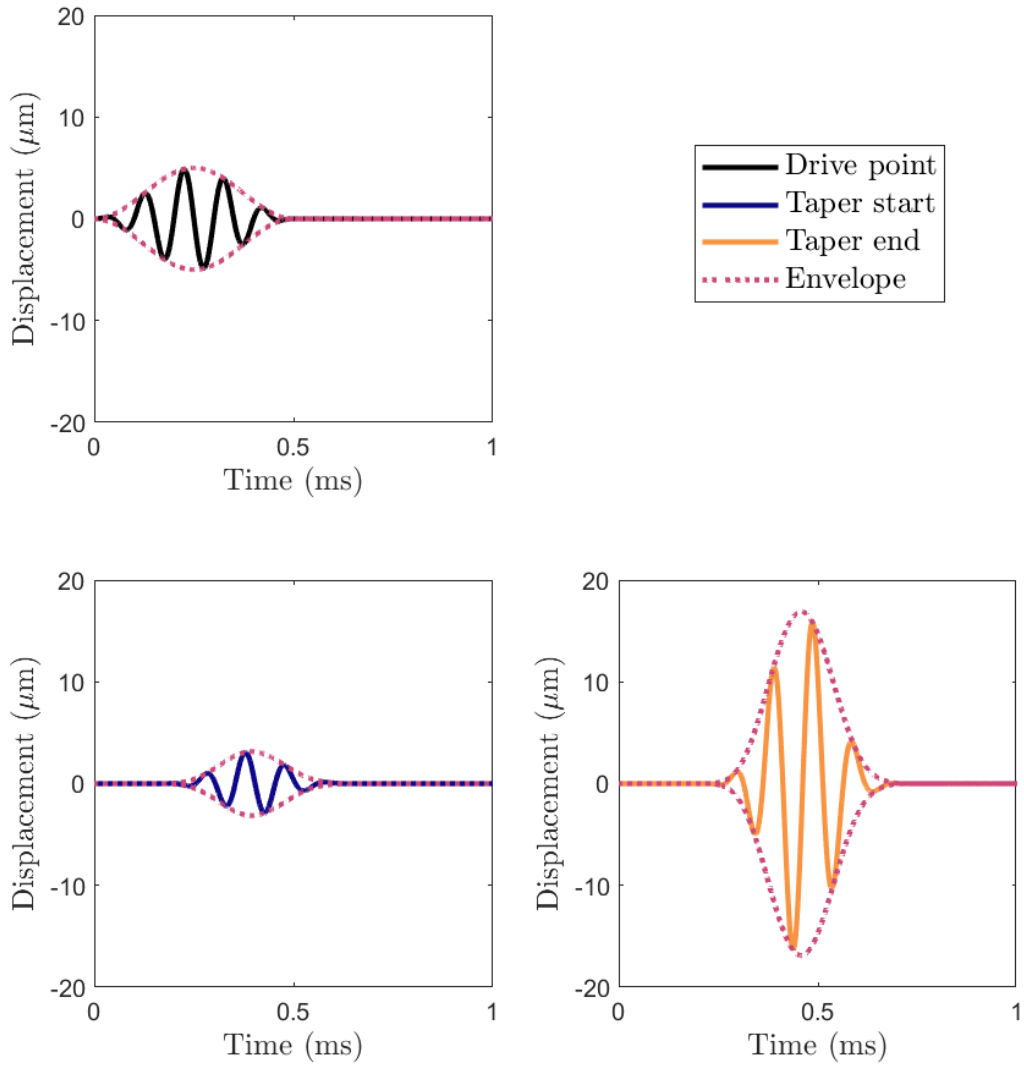 20
10
0
-10
-20
Displacement (μm)
0 0.5 1
Time (ms)
Drive point
Taper start
Taper end
Envelope
20
10
0
-10
-20
Displacement (μm)
0 0.5 1
Time (ms)
20
10
0
-10
-20
Displacement (μm)
0 0.5 1
Time (ms)